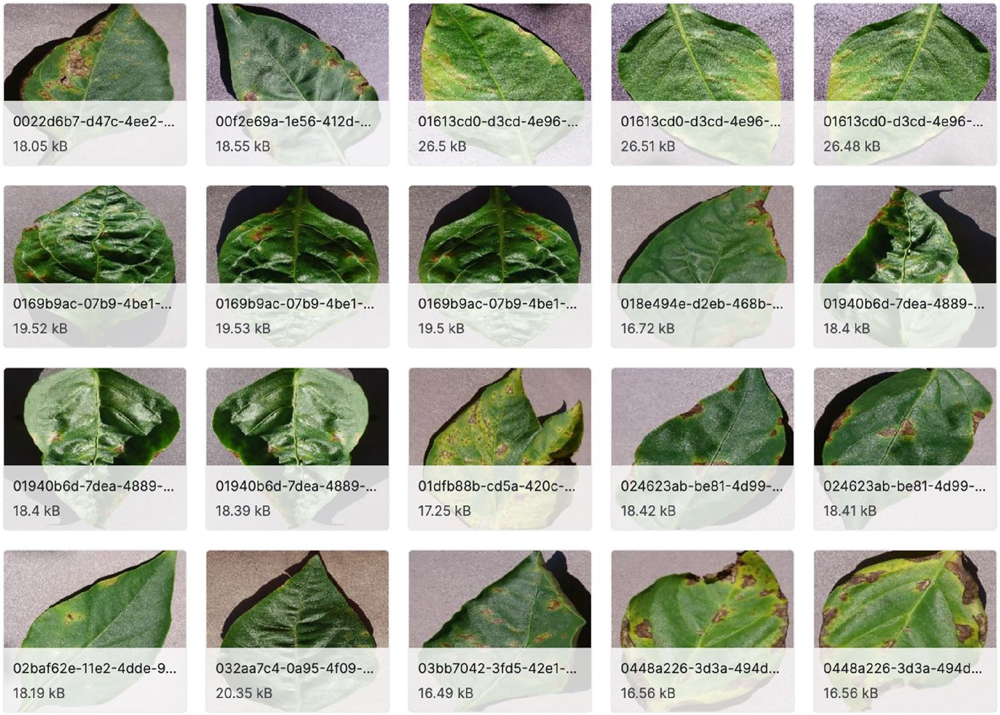 0022d6b7-d47c-4ee2-...
18.05 kB
00f2e69a-1e56-412d-...
18.55 kB
01613cd0-d3cd-4e96-...
26.5 kB
01613cd0-d3cd-4e96-...
26.51 kB
01613cd0-d3cd-4e96-...
26.48 kB
0169b9ac-07b9-4be1-...
19.52 kB
0169b9ac-07b9-4be1-...
19.53 kB
0169b9ac-07b9-4be1-...
19.5 kB
018e494e-d2eb-468b-...
16.72 kB
01940b6d-7dea-4889-...
18.4 kB
01940b6d-7dea-4889-...
18.4 kB
01940b6d-7dea-4889-...
18.39 kB
01dfb88b-cd5a-420c-...
17.25 kB
024623ab-be81-4d99-...
18.42 kB
024623ab-be81-4d99-...
18.41 kB
02baf62e-11e2-4dde-9...
18.19 kB
032aa7c4-0a95-4f09-...
20.35 kB
03bb7042-3fd5-42e1-...
16.49 kB
0448a226-3d3a-494d...
16.56 kB
0448a226-3d3a-494d...
16.56 kB